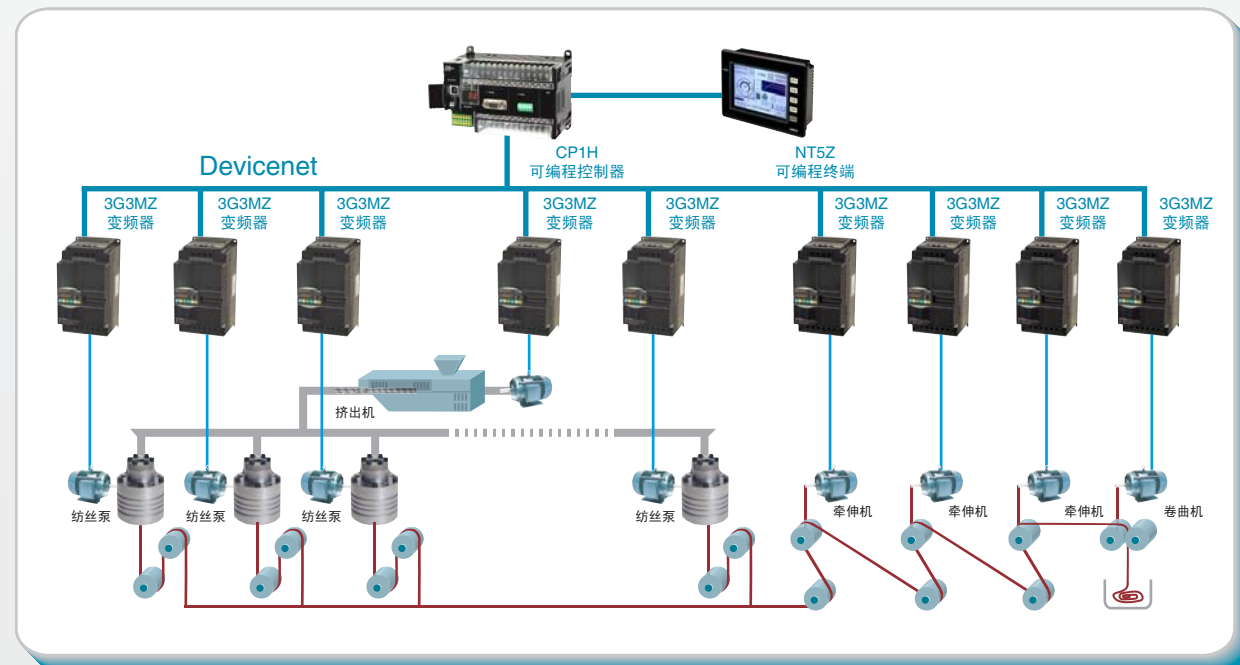 CP1H
可编程控制器
NT5Z
可编程终端
Devicenet
3G3MZ
变频器
3G3MZ
变频器
3G3MZ
变频器
3G3MZ
变频器
3G3MZ
变频器
3G3MZ
变频器
3G3MZ
变频器
3G3MZ
变频器
3G3MZ
变频器
挤出机
纺丝泵
纺丝泵
纺丝泵
纺丝泵
牵伸机
牵伸机
牵伸机
卷曲机